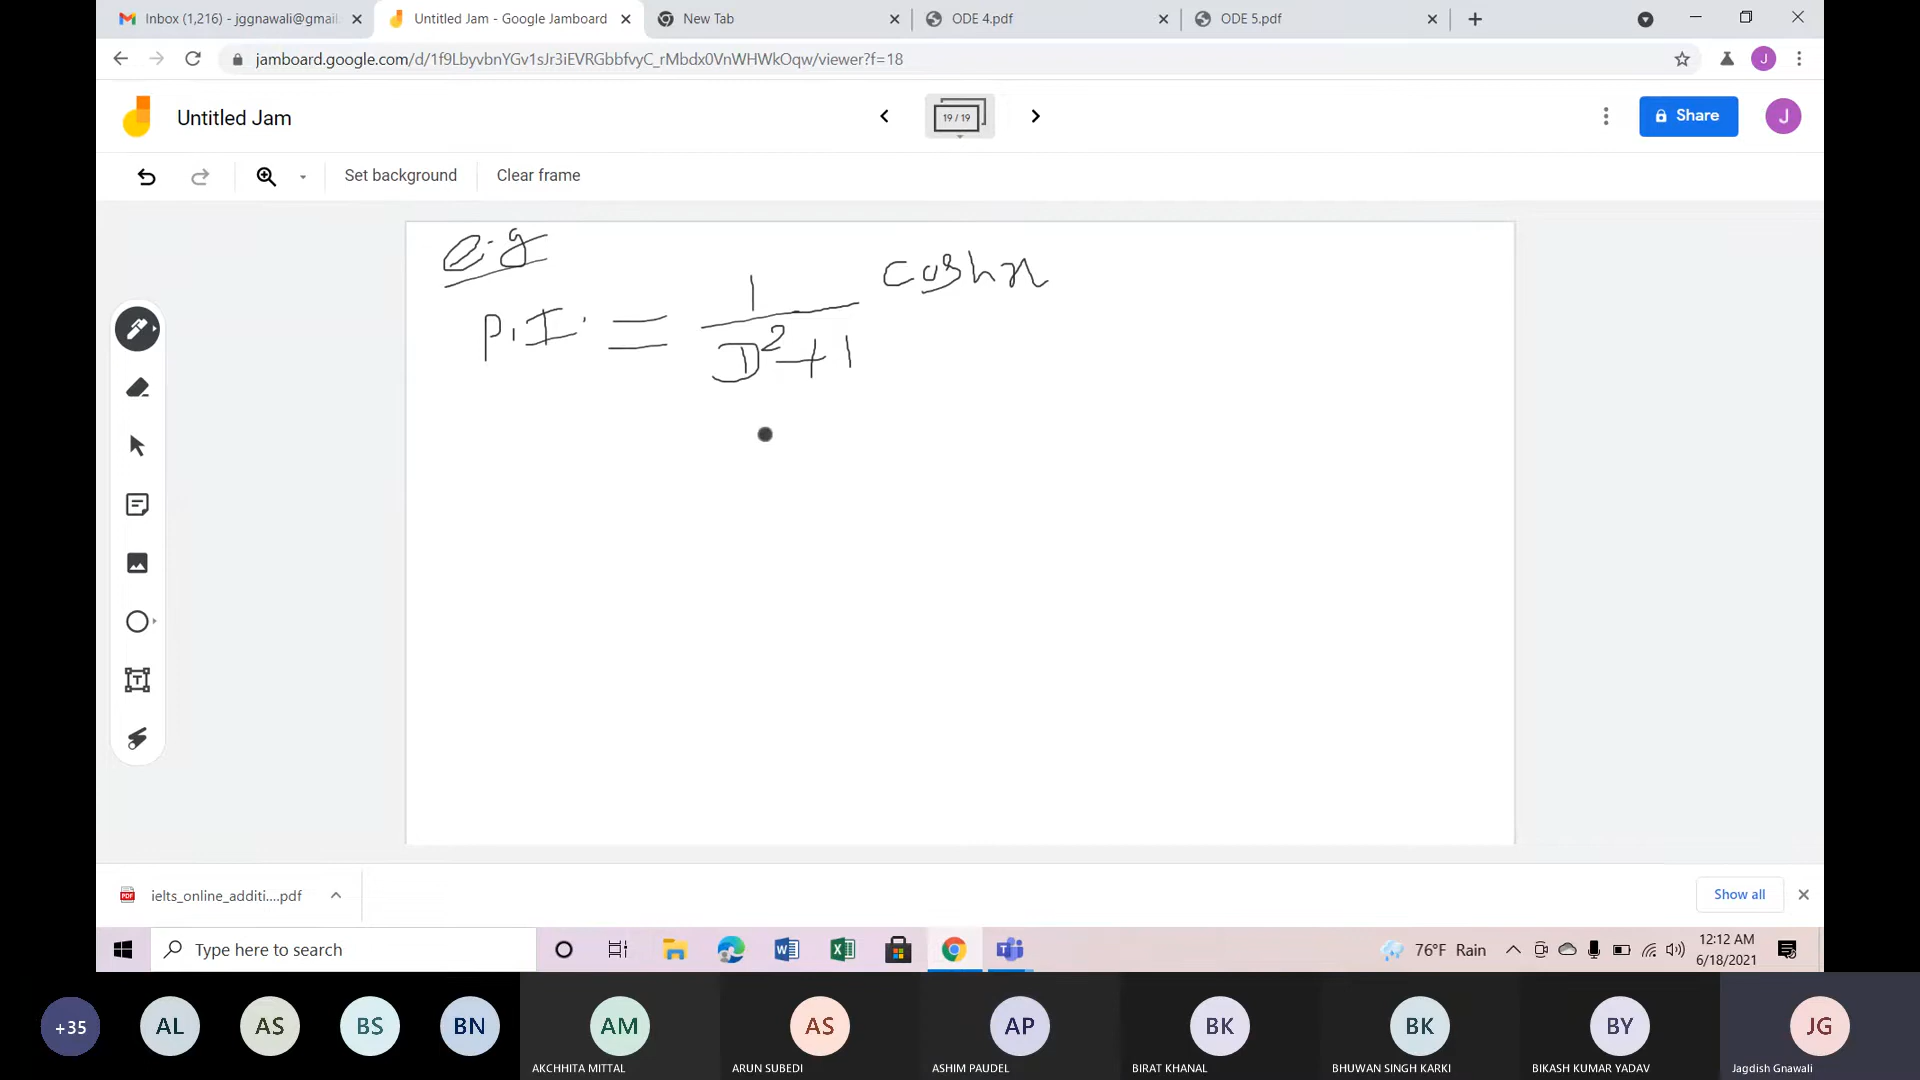 Inbox (1,216) - jggnawali@gmail. Untitled Jam - Google Jamboard New Tab ODE 4.pdf ODE 5.pdf
jamboard.google.com/d/1f9LbyvbnYGv1sJr3iEVRGbbfvyC_rMbdx0VnWHWkOqw/viewer?f=18 J
Untitled Jam 19 / 19 Share J
Set background Clear frame
e.g
P.I. = 1/(D²+1) coshx
ielts_online_additi....pdf Show all
Type here to search 76°F Rain 12:12 AM
6/18/2021
+35 AL AS BS BN AM AS AP BK BK BY JG
AKCHHITA MITTAL ARUN SUBEDI ASHIM PAUDEL BIRAT KHANAL BHUWAN SINGH KARKI BIKASH KUMAR YADAV Jagdish Gnawali